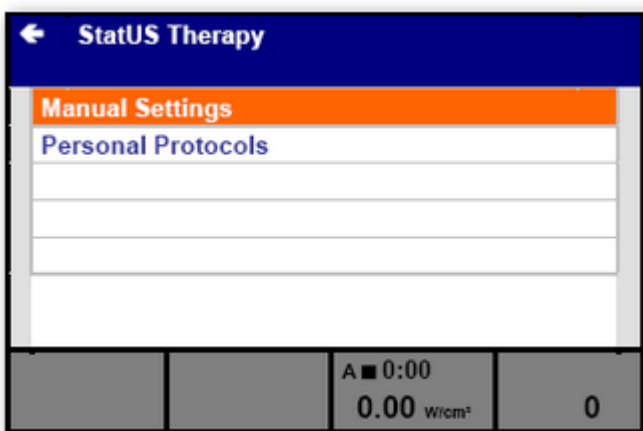 StatUS Therapy
Manual Settings
Personal Protocols
A ■ 0:00
0.00 W/cm²
0